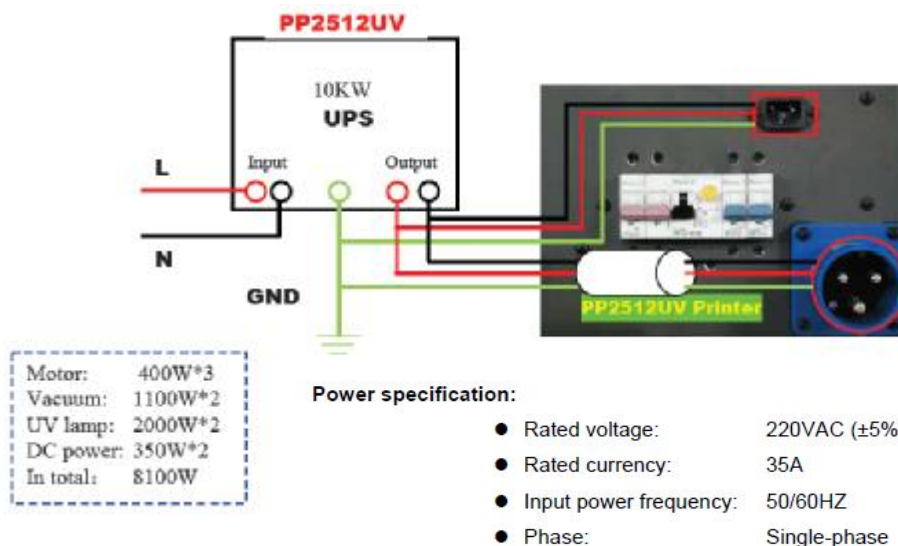 PP2512UV
10KW
UPS
Input
Output
L
N
GND
PP2512UV Printer
Motor: 400W*3
Vacuum: 1100W*2
UV lamp: 2000W*2
DC power: 350W*2
In total: 8100W
Power specification:
● Rated voltage: 220VAC (±5%
● Rated currency: 35A
● Input power frequency: 50/60HZ
● Phase: Single-phase